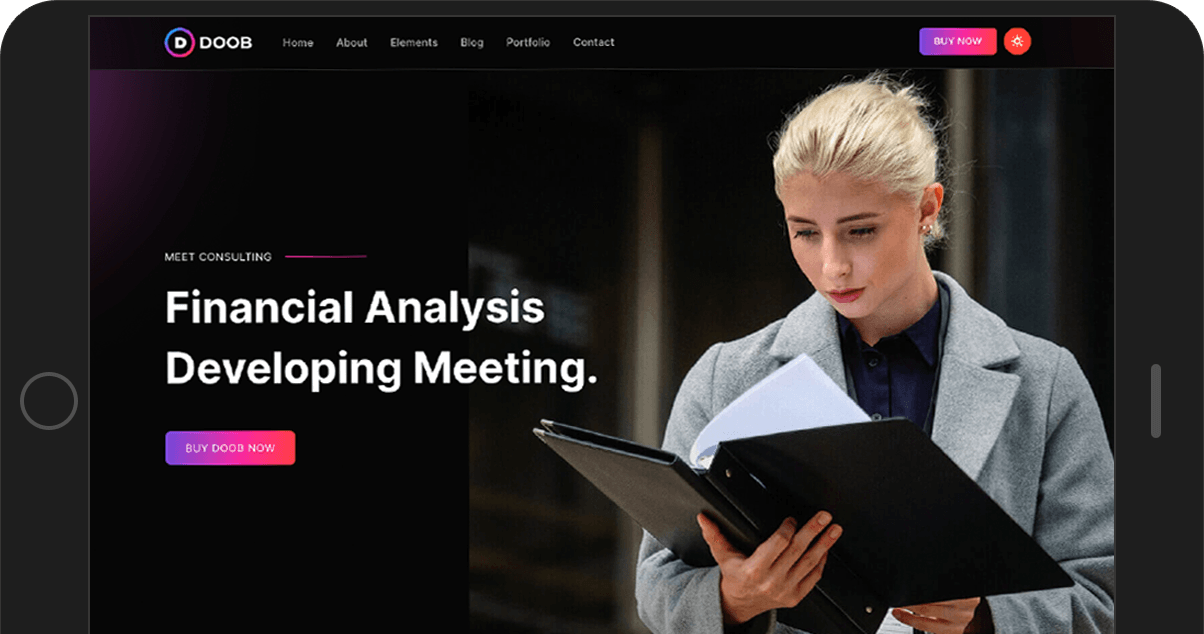 D DOOB Home About Elements Blog Portfolio Contact BUY NOW
MEET CONSULTING
Financial Analysis
Developing Meeting.
BUY DOOB NOW